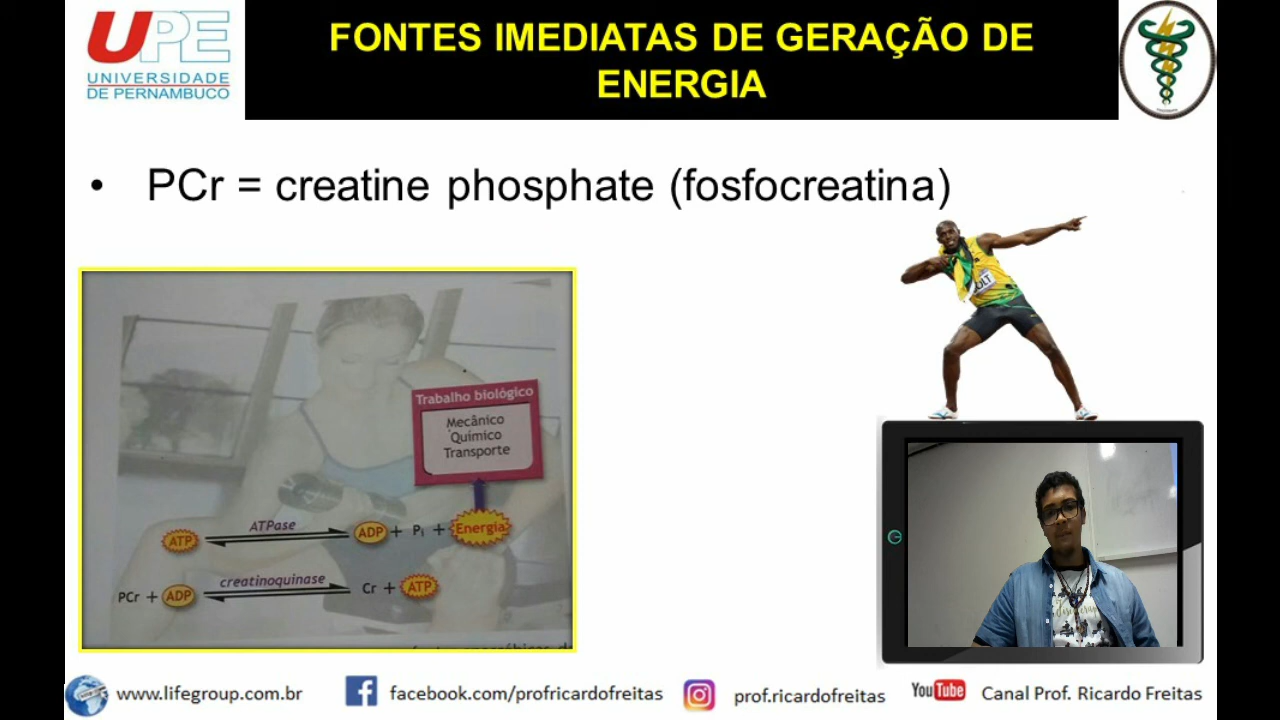 UPE
UNIVERSIDADE
DE PERNAMBUCO
FONTES IMEDIATAS DE GERAÇÃO DE
ENERGIA
• PCr = creatine phosphate (fosfocreatina)
BOLT
Trabalho biológico
Mecânico
Químico
Transporte
ATPase
ATP ADP + Pi + Energia
creatinoquinase
PCr + ADP Cr + ATP
www.lifegroup.com.br
facebook.com/profricardofreitas
prof.ricardofreitas
YouTube
Canal Prof. Ricardo Freitas